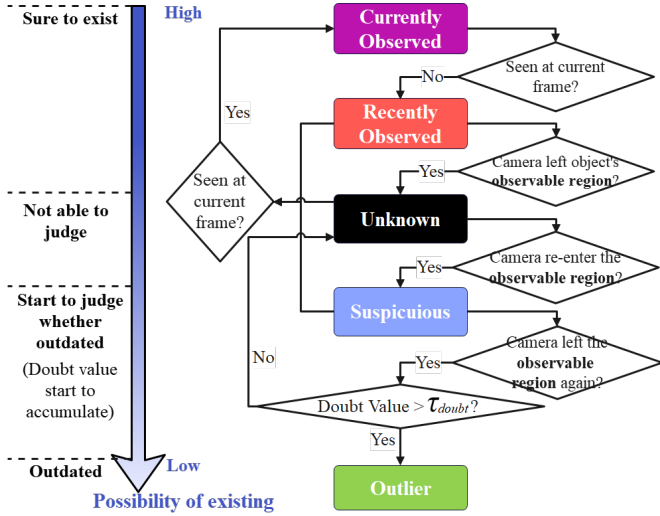 Sure to exist
High
Currently
Observed
Seen at current
frame?
No
Yes
Recently
Observed
Camera left object's
observable region?
Yes
Seen at
current
frame?
Not able to
judge
Unknown
Camera re-enter the
observable region?
Yes
Start to judge
whether
outdated
(Doubt value
start to
accumulate)
Suspicuious
Camera left the
observable
region again?
Yes
No
Doubt Value > τdoubt?
Yes
Outdated
Low
Outlier
Possibility of existing